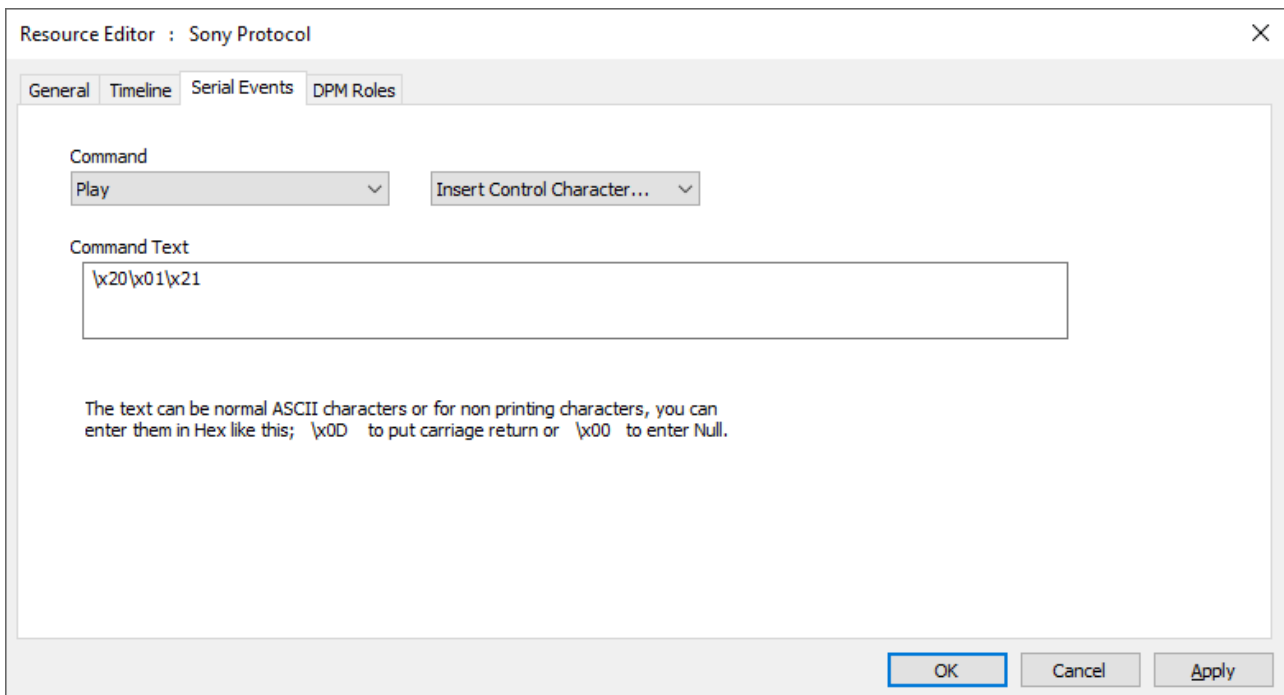 Resource Editor  :  Sony Protocol
General Timeline Serial Events DPM Roles
Command
Play Insert Control Character...
Command Text
\x20\x01\x21
The text can be normal ASCII characters or for non printing characters, you can
enter them in Hex like this;   \x0D   to put carriage return or   \x00   to enter Null.
OK Cancel Apply